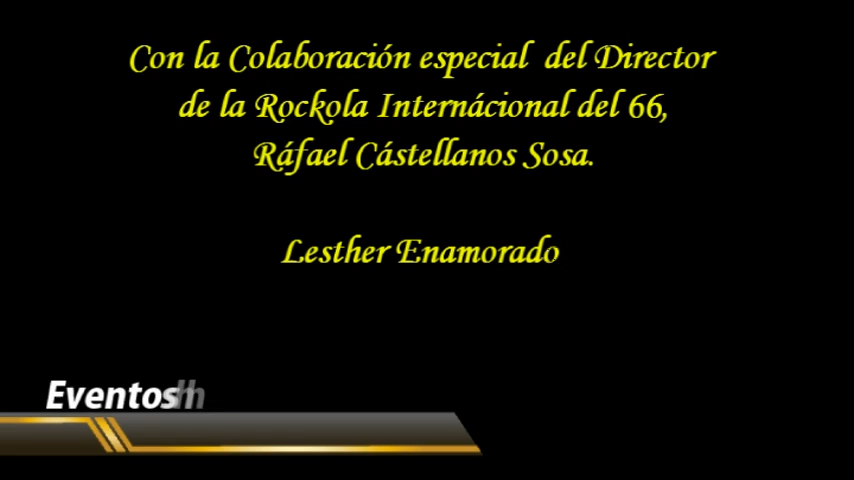 Con la Colaboración especial del Director
de la Rockola Internácional del 66,
Ráfael Cástellanos Sosa.
Lesther Enamorado
Eventos